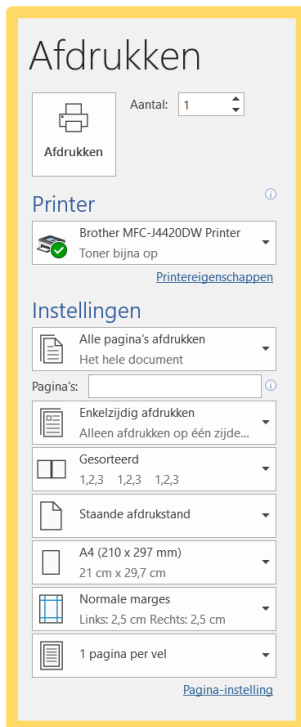 Afdrukken
Aantal: 1
Afdrukken
Printer
Brother MFC-J4420DW Printer
Toner bijna op
Printereigenschappen
Instellingen
Alle pagina's afdrukken
Het hele document
Pagina's:
Enkelzijdig afdrukken
Alleen afdrukken op één zijde...
Gesorteerd
1,2,3 1,2,3 1,2,3
Staande afdrukstand
A4 (210 x 297 mm)
21 cm x 29,7 cm
Normale marges
Links: 2,5 cm Rechts: 2,5 cm
1 pagina per vel
Pagina-instelling